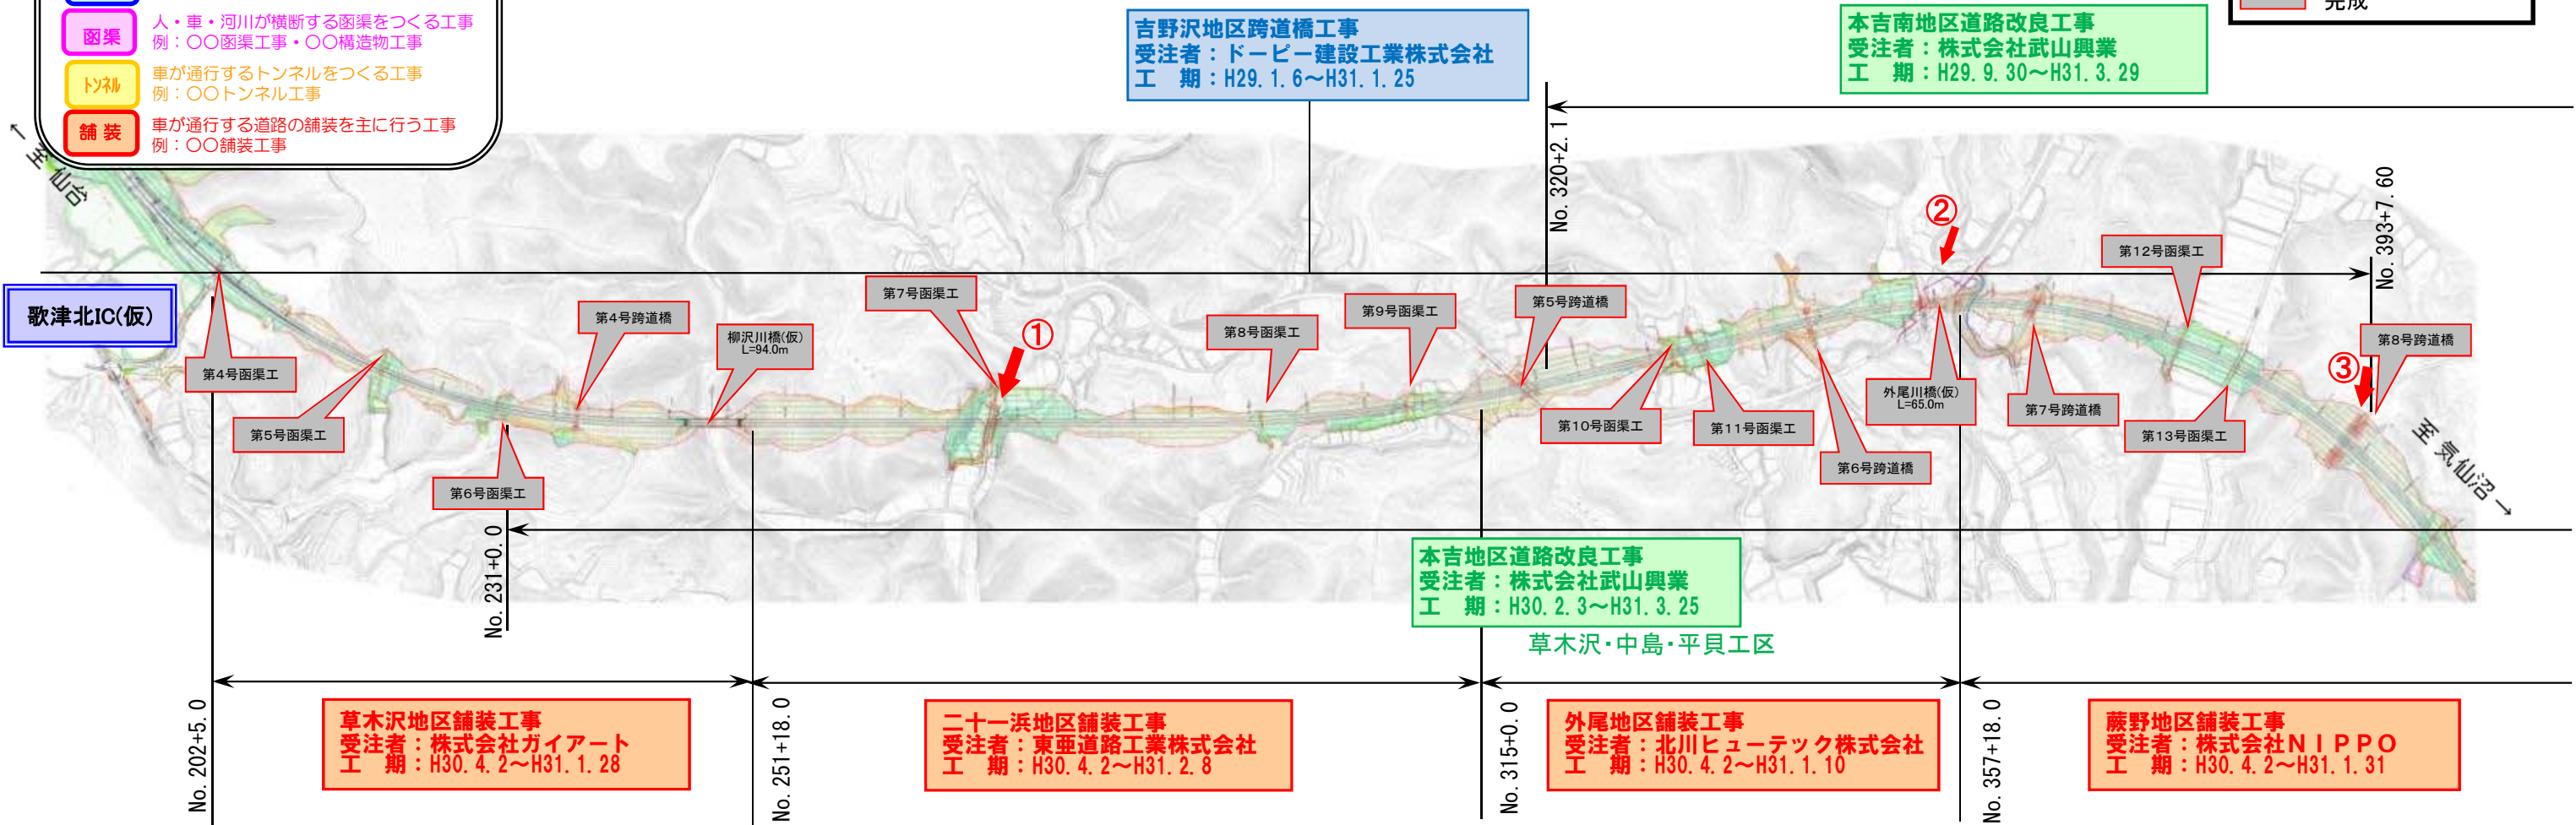 函渠
人・車・河川が横断する函渠をつくる工事
例：〇〇函渠工事・〇〇構造物工事
トンネル
車が通行するトンネルをつくる工事
例：〇〇トンネル工事
舗装
車が通行する道路の舗装を主に行う工事
例：〇〇舗装工事
完成
吉野沢地区跨道橋工事
受注者：ドーピー建設工業株式会社
工　期：H29.1.6～H31.1.25
本吉南地区道路改良工事
受注者：株式会社武山興業
工　期：H29.9.30～H31.3.29
←至 仙台
No.320+2.1
No.393+7.60
歌津北IC(仮)
第4号函渠工
第5号函渠工
第6号函渠工
第4号跨道橋
柳沢川橋(仮)
L=94.0m
第7号函渠工
①
第8号函渠工
第9号函渠工
第5号跨道橋
第10号函渠工
第11号函渠工
第6号跨道橋
②
外尾川橋(仮)
L=65.0m
第7号跨道橋
第12号函渠工
第13号函渠工
③
第8号跨道橋
至 気仙沼→
No.231+0.0
本吉地区道路改良工事
受注者：株式会社武山興業
工　期：H30.2.3～H31.3.25
草木沢・中島・平貝工区
No.202+5.0
草木沢地区舗装工事
受注者：株式会社ガイアート
工　期：H30.4.2～H31.1.28
No.251+18.0
二十一浜地区舗装工事
受注者：東亜道路工業株式会社
工　期：H30.4.2～H31.2.8
No.315+0.0
外尾地区舗装工事
受注者：北川ヒューテック株式会社
工　期：H30.4.2～H31.1.10
No.357+18.0
蕨野地区舗装工事
受注者：株式会社ＮＩＰＰＯ
工　期：H30.4.2～H31.1.31